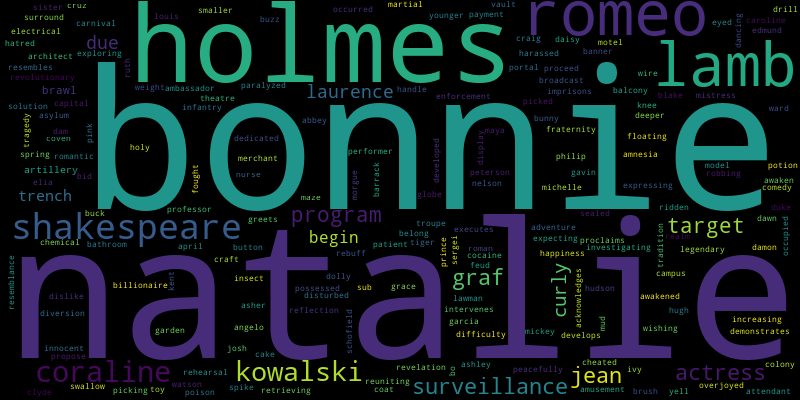 sister cruz carnival louis smaller buzz occurred martial vault payment younger drill
surround electrical hatred due holmes romeo craig daisy eyed caroline dancing edmund
architect exploring harassed motel banner
resembles ruth portal proceed lamb
revolutionary weight ambassador paralyzed laurence handle enforcement broadcast wire
solution capital brawl theatre picked imprisons balcony blake mistress
asylum infantry abbey bunny knee deeper ward
tragedy dam coven pink bonnie dedicated performer developed display maya fraternity floating
holy merchant philip amnesia model potion
spring romantic nurse peterson gavin robbing comedy
artillery fought morgue barrack nelson michelle expressing awaken
elia bid maze globe
trench duke
buck professor greets program troupe sealed ridden dawn
shakespeare begin belong executes adventure proclaims target occupied
chemical bathroom april button rebuff patient tiger prince sergei roman expecting investigating tradition legendary damon
craft feud cocaine happiness
resemblance natalie insect dolly possessed sub grace graf lawman curly acknowledges campus
billionaire kent disturbed hudson awakened
dislike asher reflection intervenes hugh
diversion garden angelo schofield garcia mud increasing
difficulty mickey wishing demonstrates
innocent josh develops
propose cake revelation bo ashley cheated colony
coraline rehearsal kowalski peacefully jean ivy actress
swallow watson spike reuniting surveillance amusement overjoyed
clyde picking toy poison retrieving coat brush yell attendant